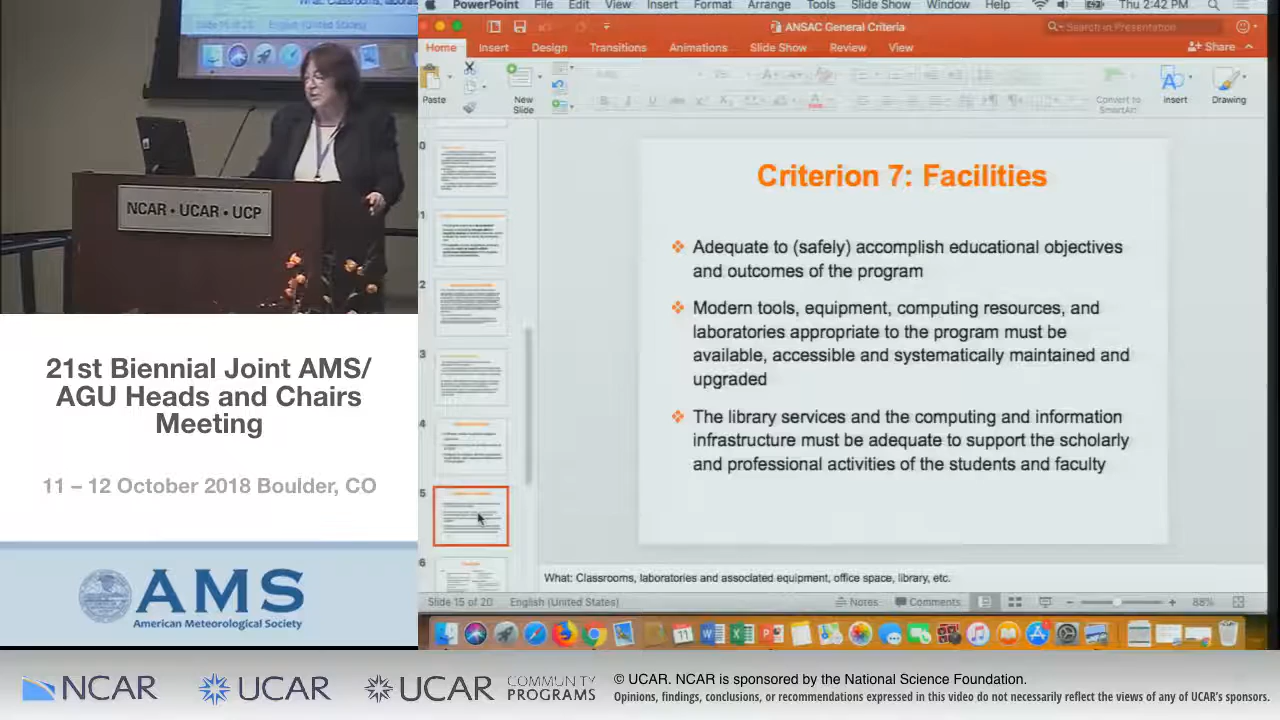 English (United States)
NCAR • UCAR • UCP
21st Biennial Joint AMS/
AGU Heads and Chairs
Meeting
11 – 12 October 2018 Boulder, CO
AMS
American Meteorological Society
PowerPoint File Edit View Insert Format Arrange Tools Slide Show Window Help Thu 2:42 PM
ANSAC General Criteria
Search in Presentation
Home Insert Design Transitions Animations Slide Show Review View Share
Paste
New
Slide
Convert to
SmartArt
Insert
Drawing
Criterion 7: Facilities
Adequate to (safely) accomplish educational objectives
and outcomes of the program
Modern tools, equipment, computing resources, and
laboratories appropriate to the program must be
available, accessible and systematically maintained and
upgraded
The library services and the computing and information
infrastructure must be adequate to support the scholarly
and professional activities of the students and faculty
What: Classrooms, laboratories and associated equipment, office space, library, etc.
Slide 15 of 20 English (United States) Notes Comments 88%
NCAR UCAR UCAR COMMUNITY
PROGRAMS
© UCAR. NCAR is sponsored by the National Science Foundation.
Opinions, findings, conclusions, or recommendations expressed in this video do not necessarily reflect the views of any of UCAR's sponsors.